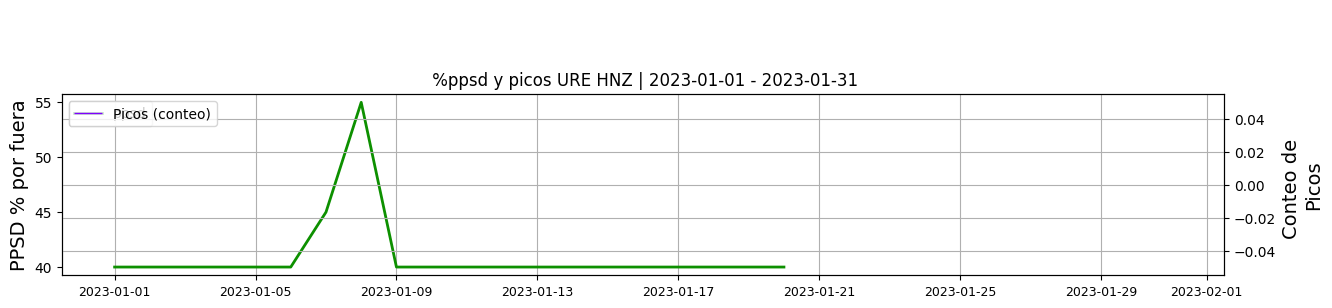 %ppsd y picos URE HNZ | 2023-01-01 - 2023-01-31
PPSD % por fuera
55
50
45
40
Picos (conteo)
0.04
0.02
0.00
−0.02
−0.04
Conteo de
Picos
2023-01-01 2023-01-05 2023-01-09 2023-01-13 2023-01-17 2023-01-21 2023-01-25 2023-01-29 2023-02-01